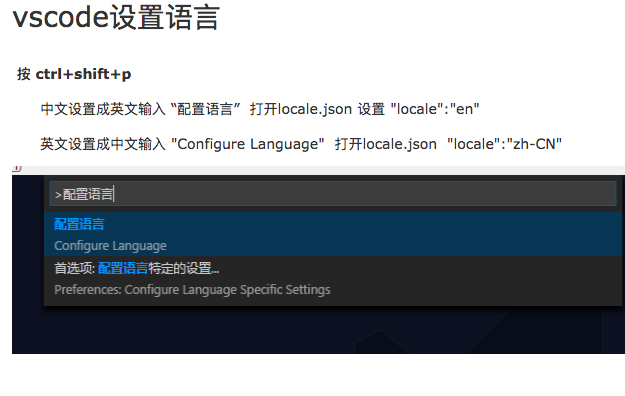 vscode设置语言
按 ctrl+shift+p
中文设置成英文输入 “配置语言” 打开locale.json 设置 "locale":"en"
英文设置成中文输入 "Configure Language" 打开locale.json "locale":"zh-CN"
>配置语言
配置语言
Configure Language
首选项: 配置语言特定的设置...
Preferences: Configure Language Specific Settings